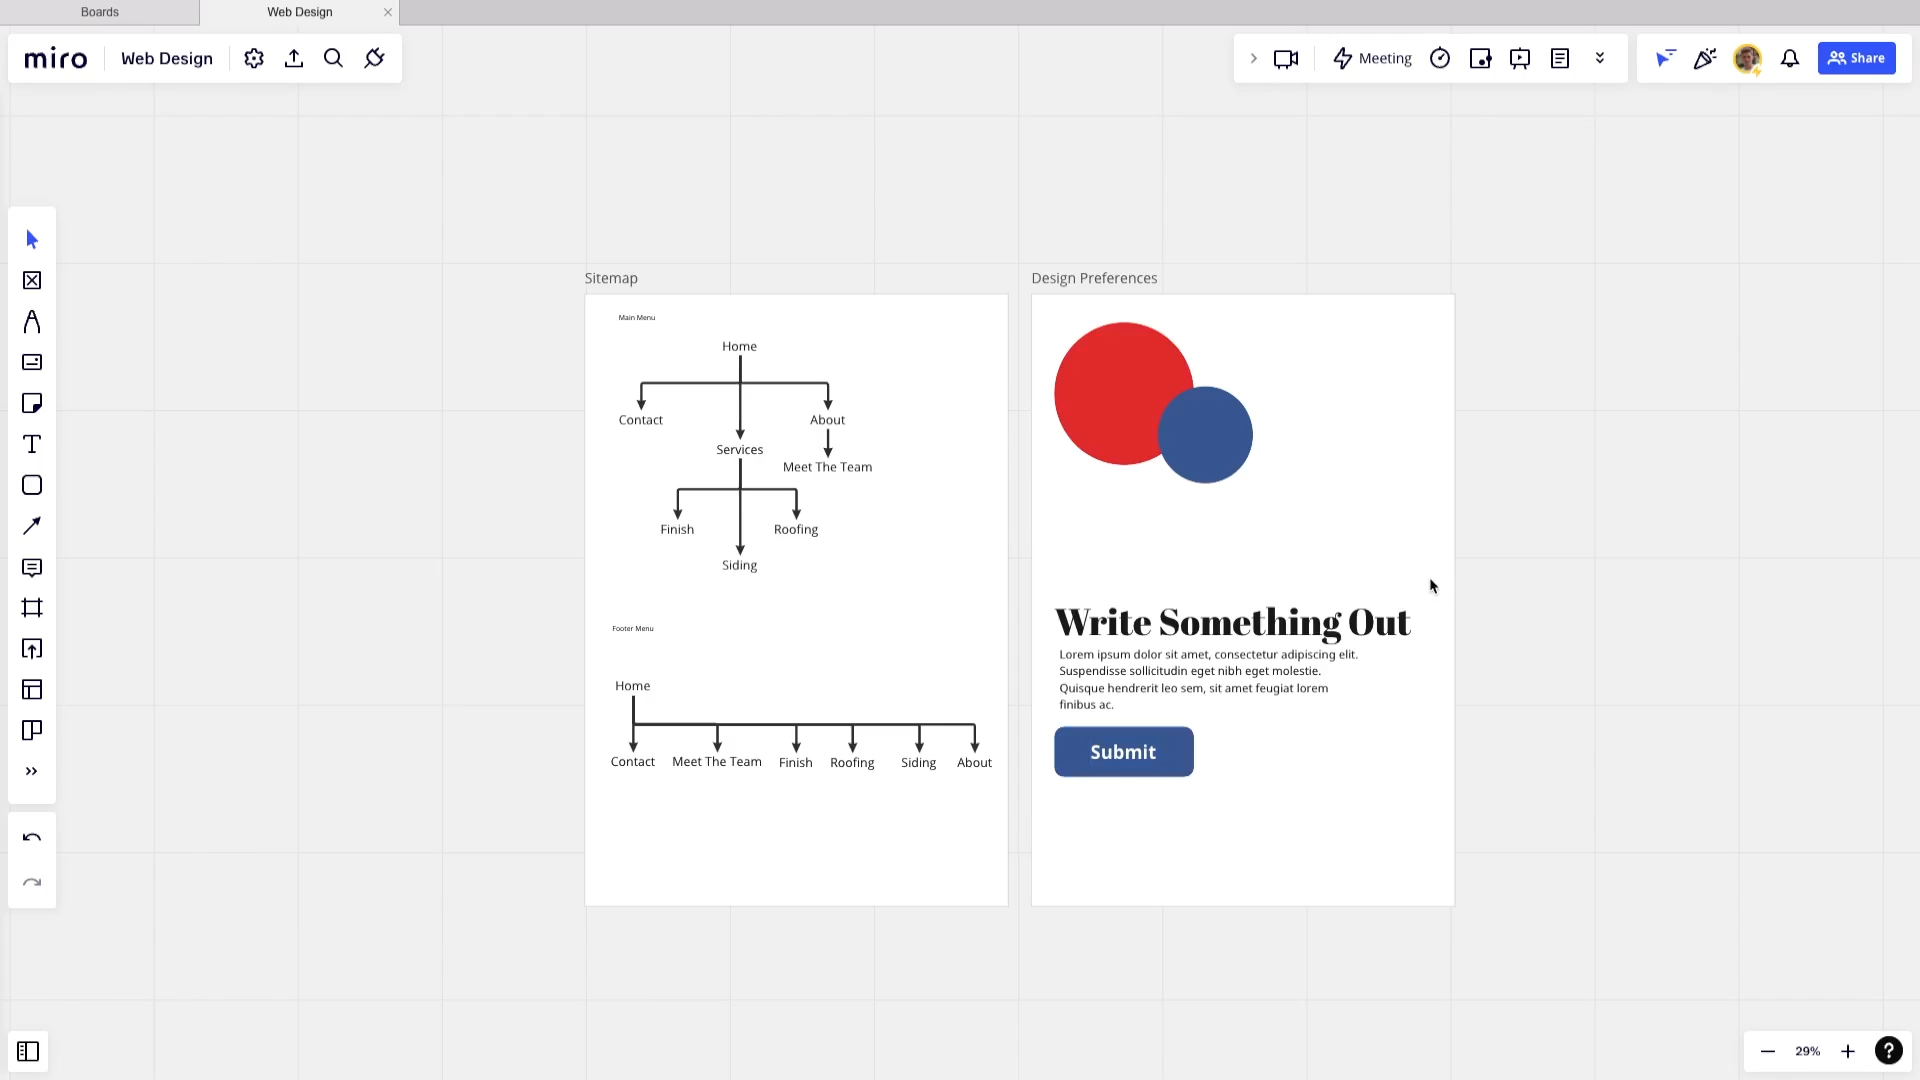 Boards
Web Design
miro
Web Design
Meeting
Share
Sitemap
Design Preferences
Main Menu
Home
Contact
About
Services
Meet The Team
Finish
Roofing
Siding
Footer Menu
Home
Contact
Meet The Team
Finish
Roofing
Siding
About
Write Something Out
Lorem ipsum dolor sit amet, consectetur adipiscing elit.
Suspendisse sollicitudin eget nibh eget molestie.
Quisque hendrerit leo sem, sit amet feugiat lorem
finibus ac.
Submit
29%